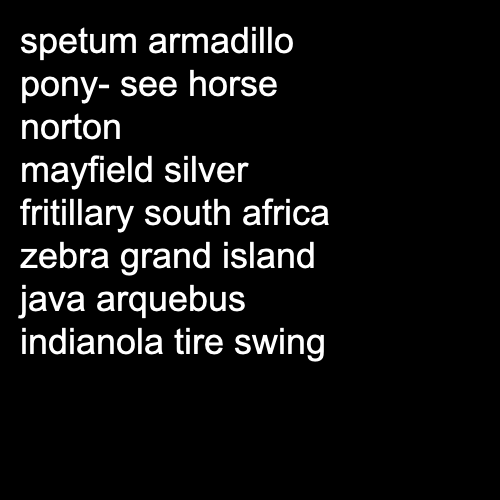 spetum armadillo
pony- see horse
norton
mayfield silver
fritillary south africa
zebra grand island
java arquebus
indianola tire swing